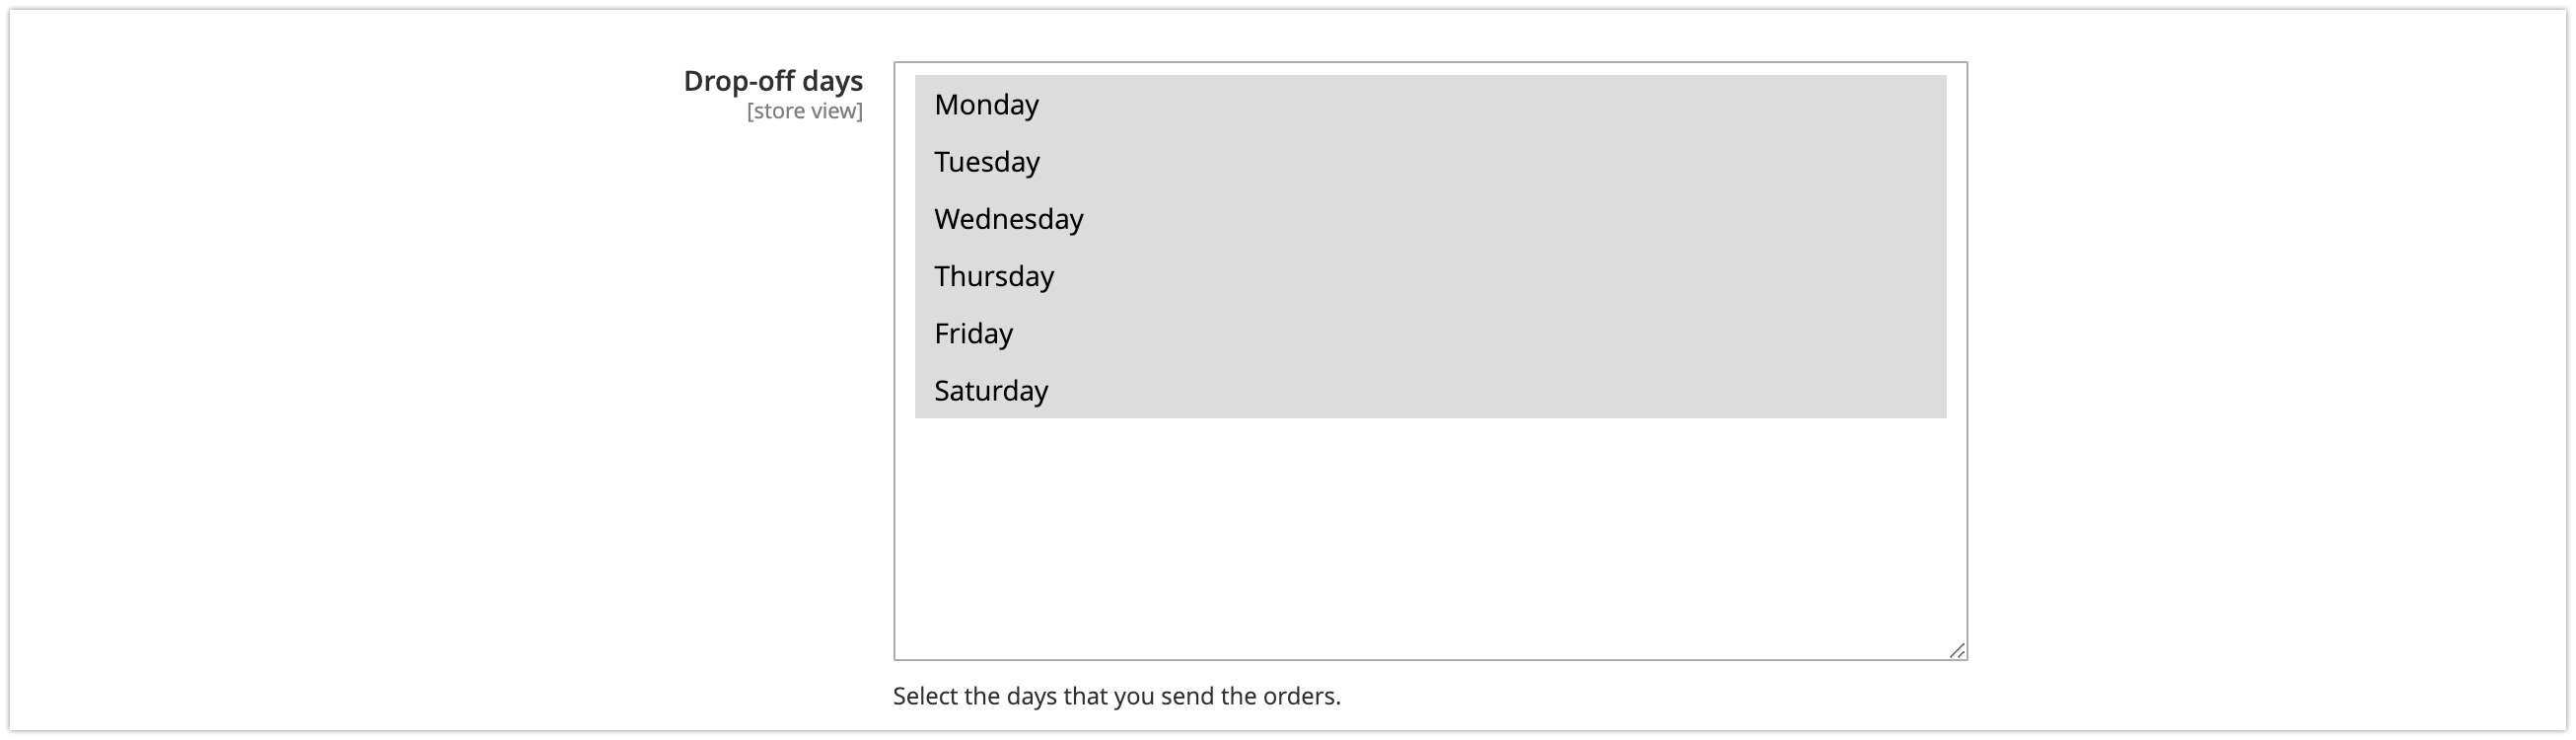 Drop-off days
[store view]
Monday
Tuesday
Wednesday
Thursday
Friday
Saturday
Select the days that you send the orders.